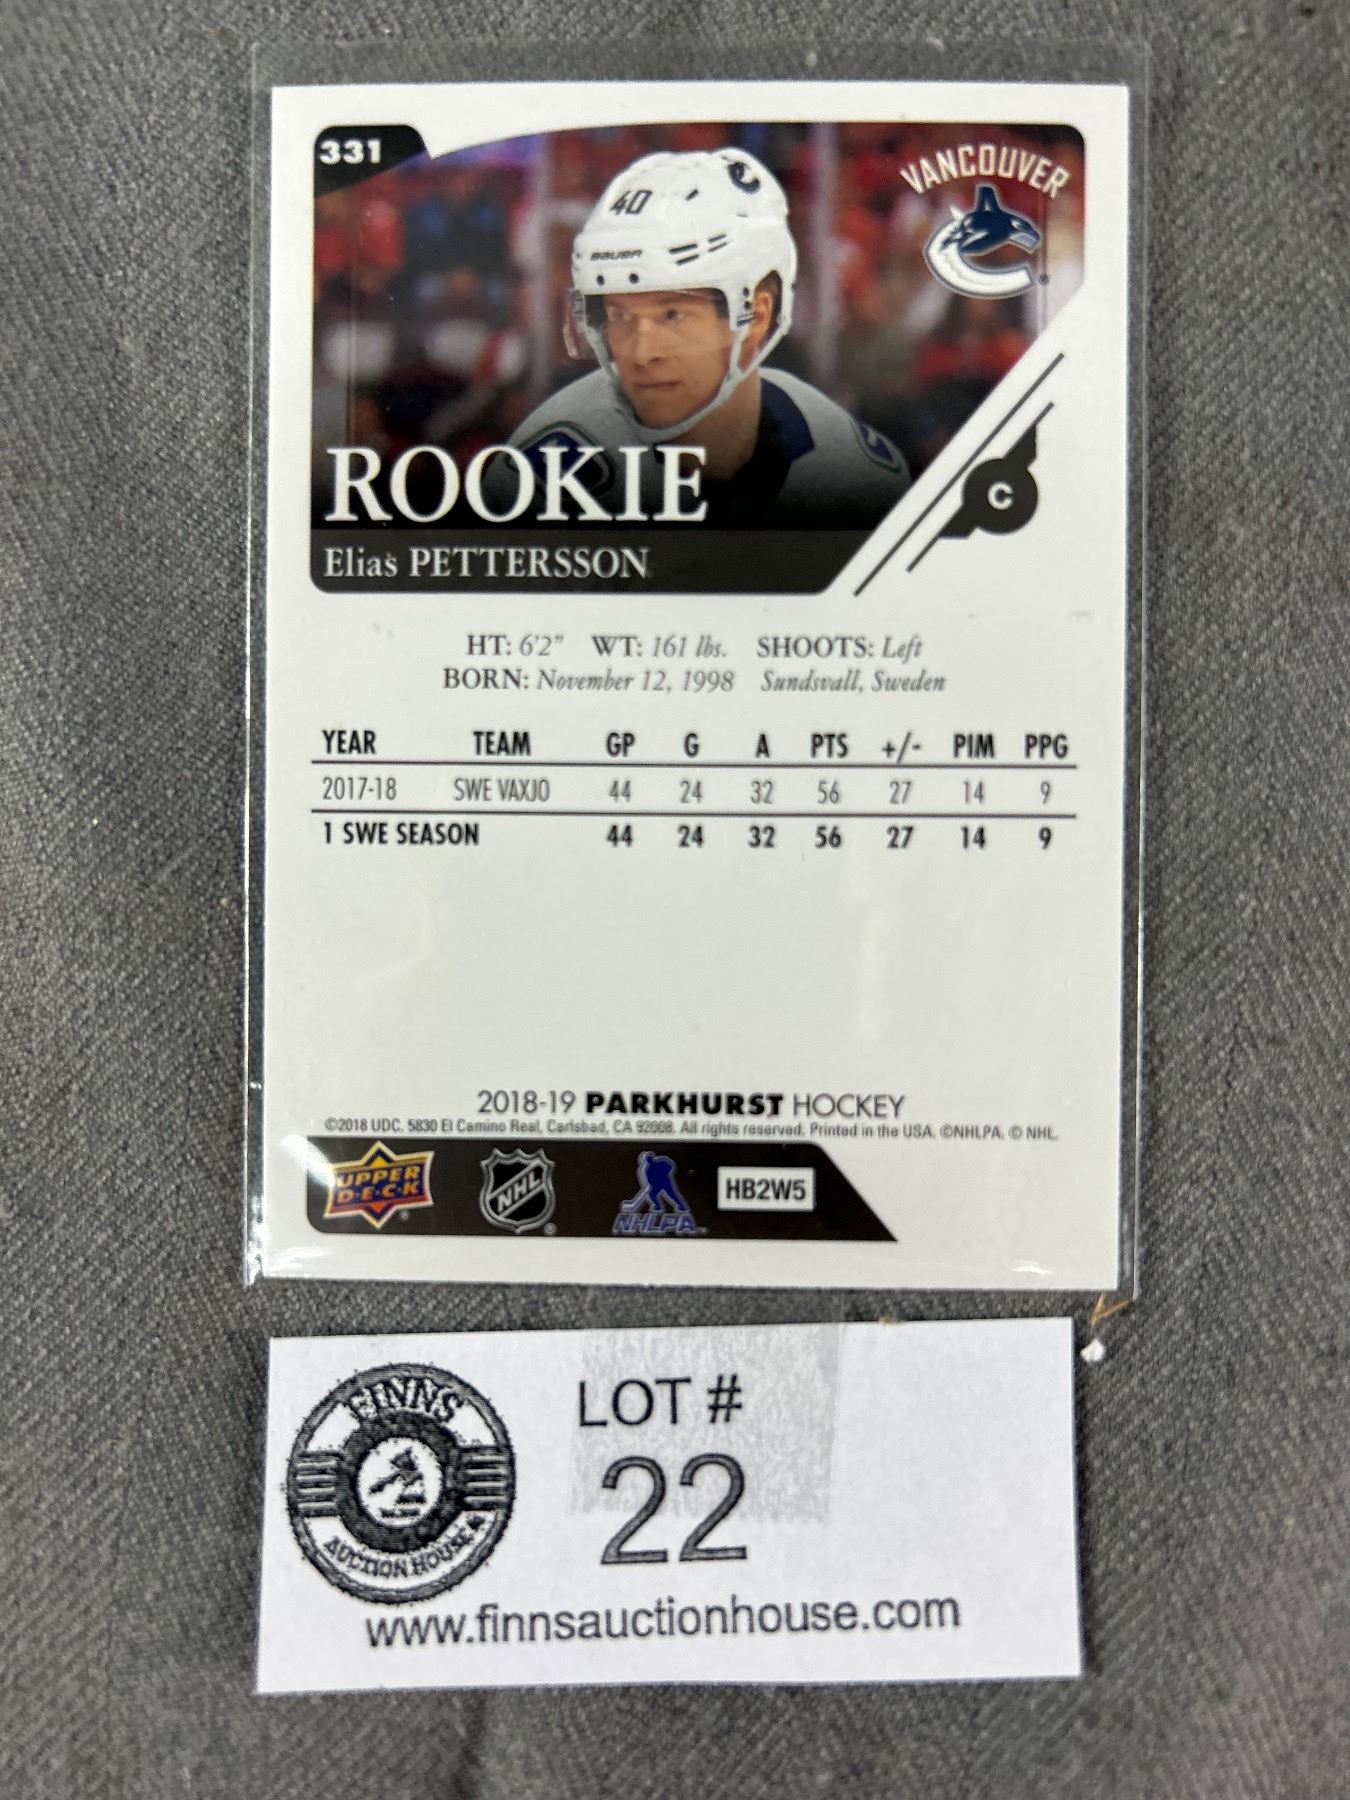 331
VANCOUVER
40
BAUER
C
ROOKIE
Elias PETTERSSON
HT: 6'2" WT: 161 lbs. SHOOTS: Left
BORN: November 12, 1998 Sundsvall, Sweden
YEAR TEAM GP G A PTS +/- PIM PPG
2017-18 SWE VAXJO 44 24 32 56 27 14 9
1 SWE SEASON 44 24 32 56 27 14 9
2018-19 PARKHURST HOCKEY
©2018 UDC. 5830 El Camino Real, Carlsbad, CA 92008. All rights reserved. Printed in the USA. ©NHLPA. © NHL
UPPER
D·E·C·K
NHL
NHLPA
HB2W5
FINNS
AUCTION HOUSE
LOT #
22
www.finnsauctionhouse.com